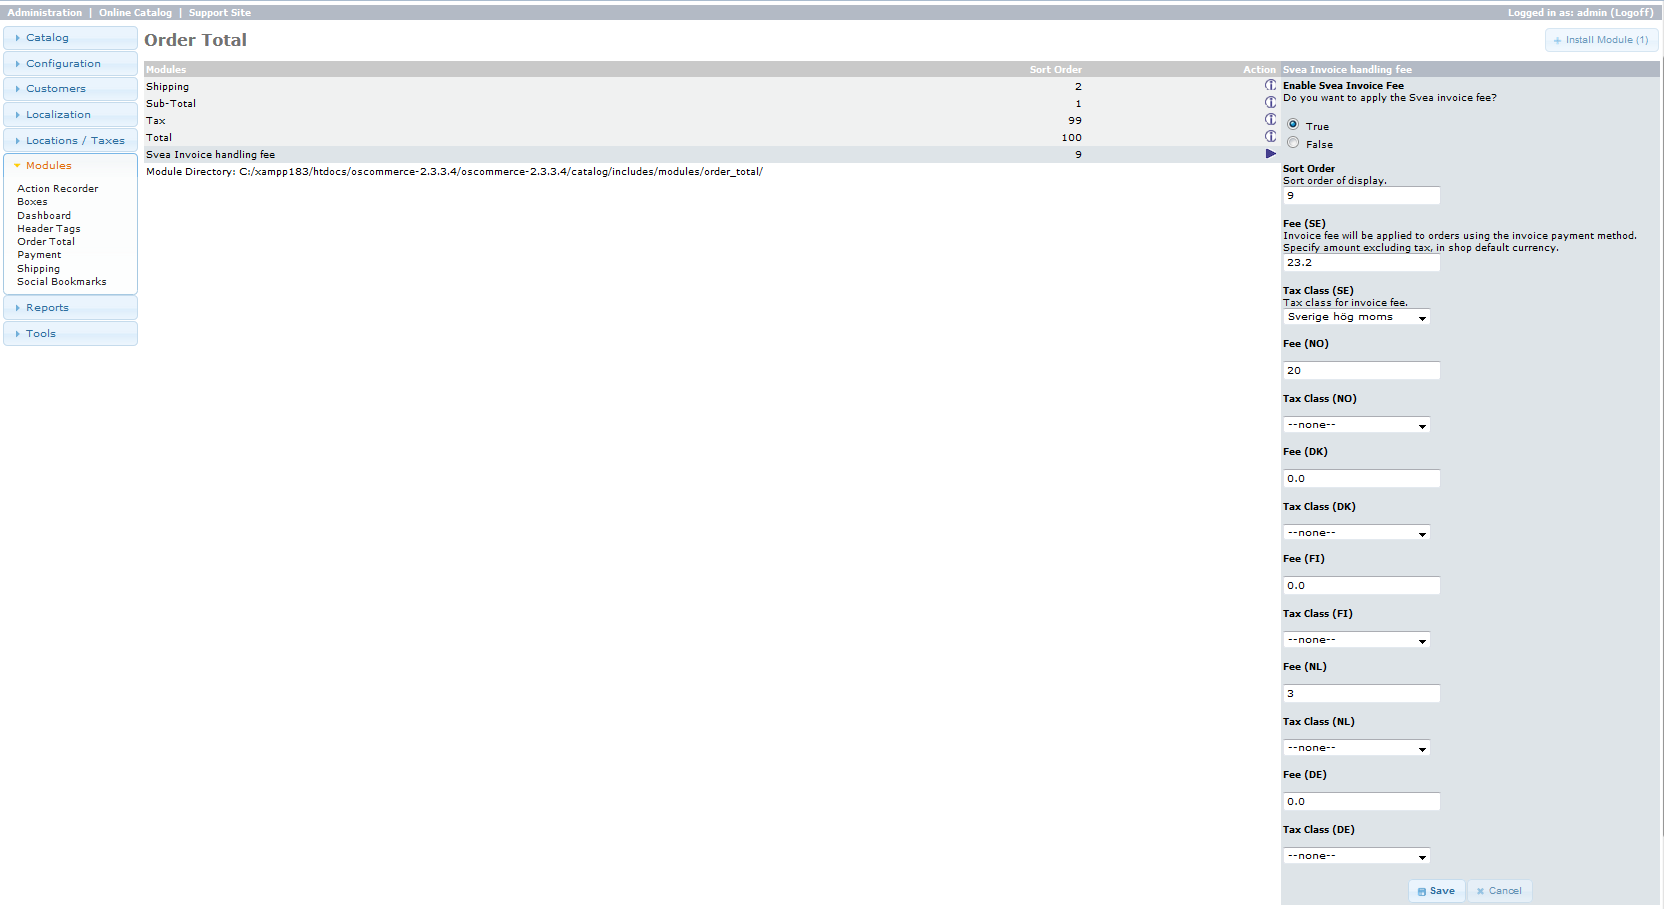 Administration | Online Catalog | Support Site
Logged in as: admin (Logoff)
Catalog
Configuration
Customers
Localization
Locations / Taxes
Modules
Action Recorder
Boxes
Dashboard
Header Tags
Order Total
Payment
Shipping
Social Bookmarks
Reports
Tools
Order Total
Install Module (1)
Modules Sort Order Action
Shipping 2
Sub-Total 1
Tax 99
Total 100
Svea Invoice handling fee 9
Module Directory: C:/xampp183/htdocs/oscommerce-2.3.3.4/oscommerce-2.3.3.4/catalog/includes/modules/order_total/
Svea Invoice handling fee
Enable Svea Invoice Fee
Do you want to apply the Svea invoice fee?
True
False
Sort Order
Sort order of display.
9
Fee (SE)
Invoice fee will be applied to orders using the invoice payment method.
Specify amount excluding tax, in shop default currency.
23.2
Tax Class (SE)
Tax class for invoice fee.
Sverige hög moms
Fee (NO)
20
Tax Class (NO)
--none--
Fee (DK)
0.0
Tax Class (DK)
--none--
Fee (FI)
0.0
Tax Class (FI)
--none--
Fee (NL)
3
Tax Class (NL)
--none--
Fee (DE)
0.0
Tax Class (DE)
--none--
Save Cancel